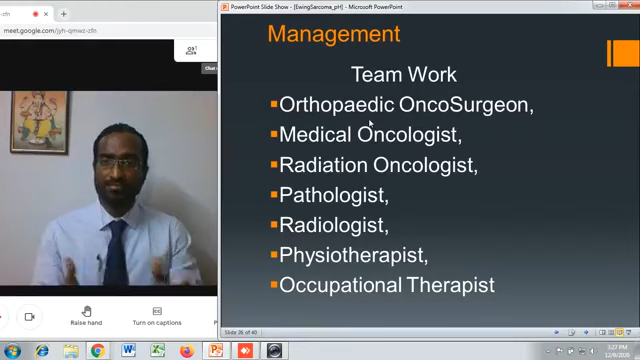 -zfn
meet.google.com/jyh-qmwz-zfn
PowerPoint Slide Show - [EwingSarcoma_pH] - Microsoft PowerPoint
Management
Team Work
Orthopaedic OncoSurgeon,
Medical Oncologist,
Radiation Oncologist,
Pathologist,
Radiologist,
Physiotherapist,
Occupational Therapist
Raise hand
Turn on captions
Slide 26 of 40
3:27 PM